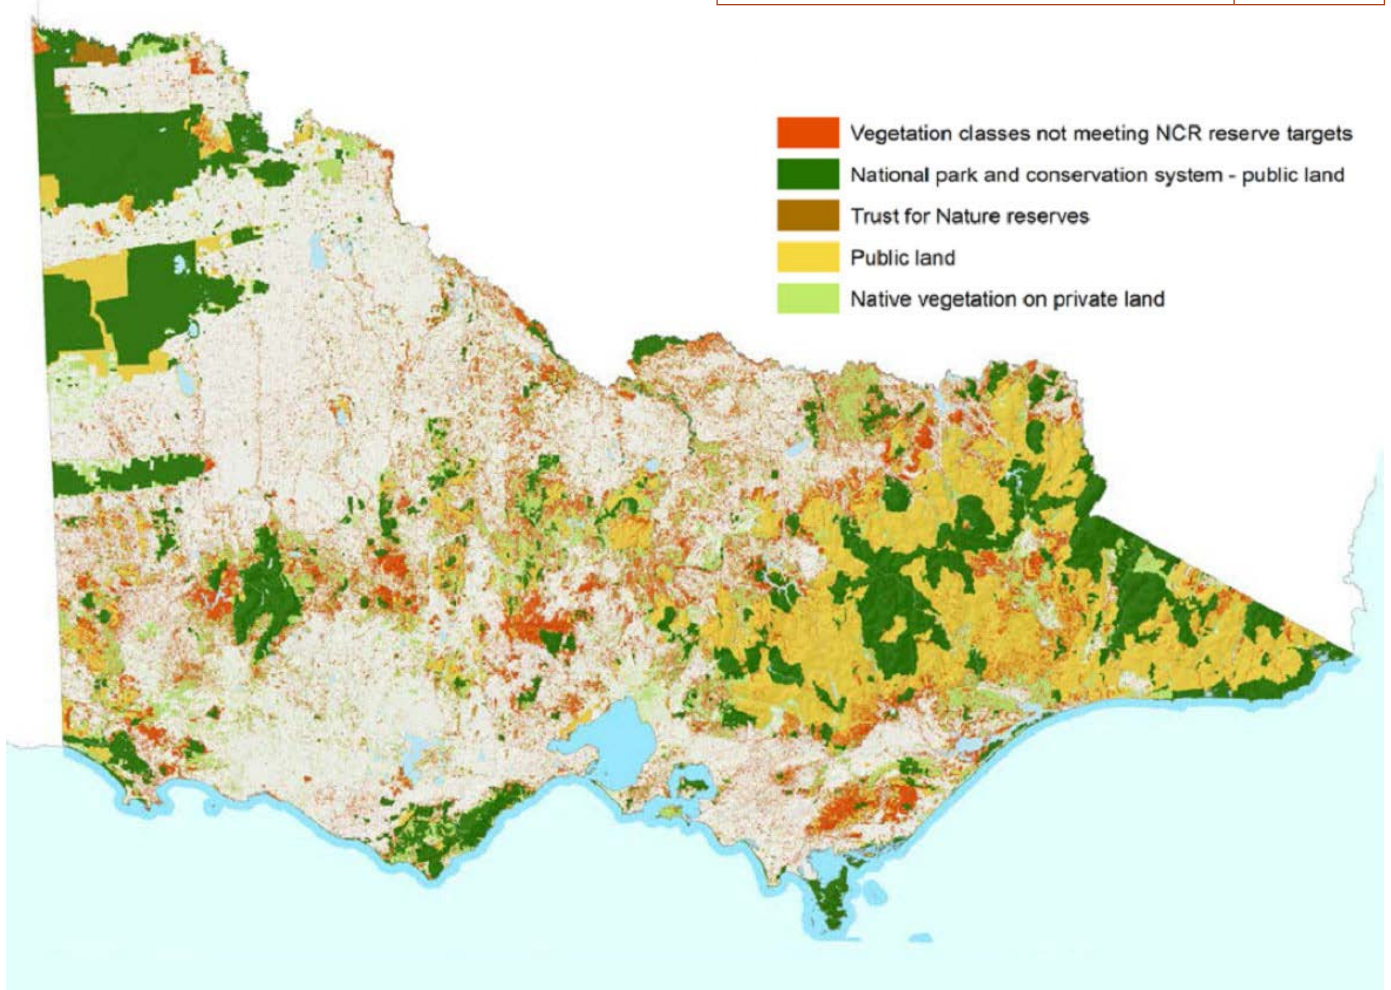 Vegetation classes not meeting NCR reserve targets
National park and conservation system - public land
Trust for Nature reserves
Public land
Native vegetation on private land